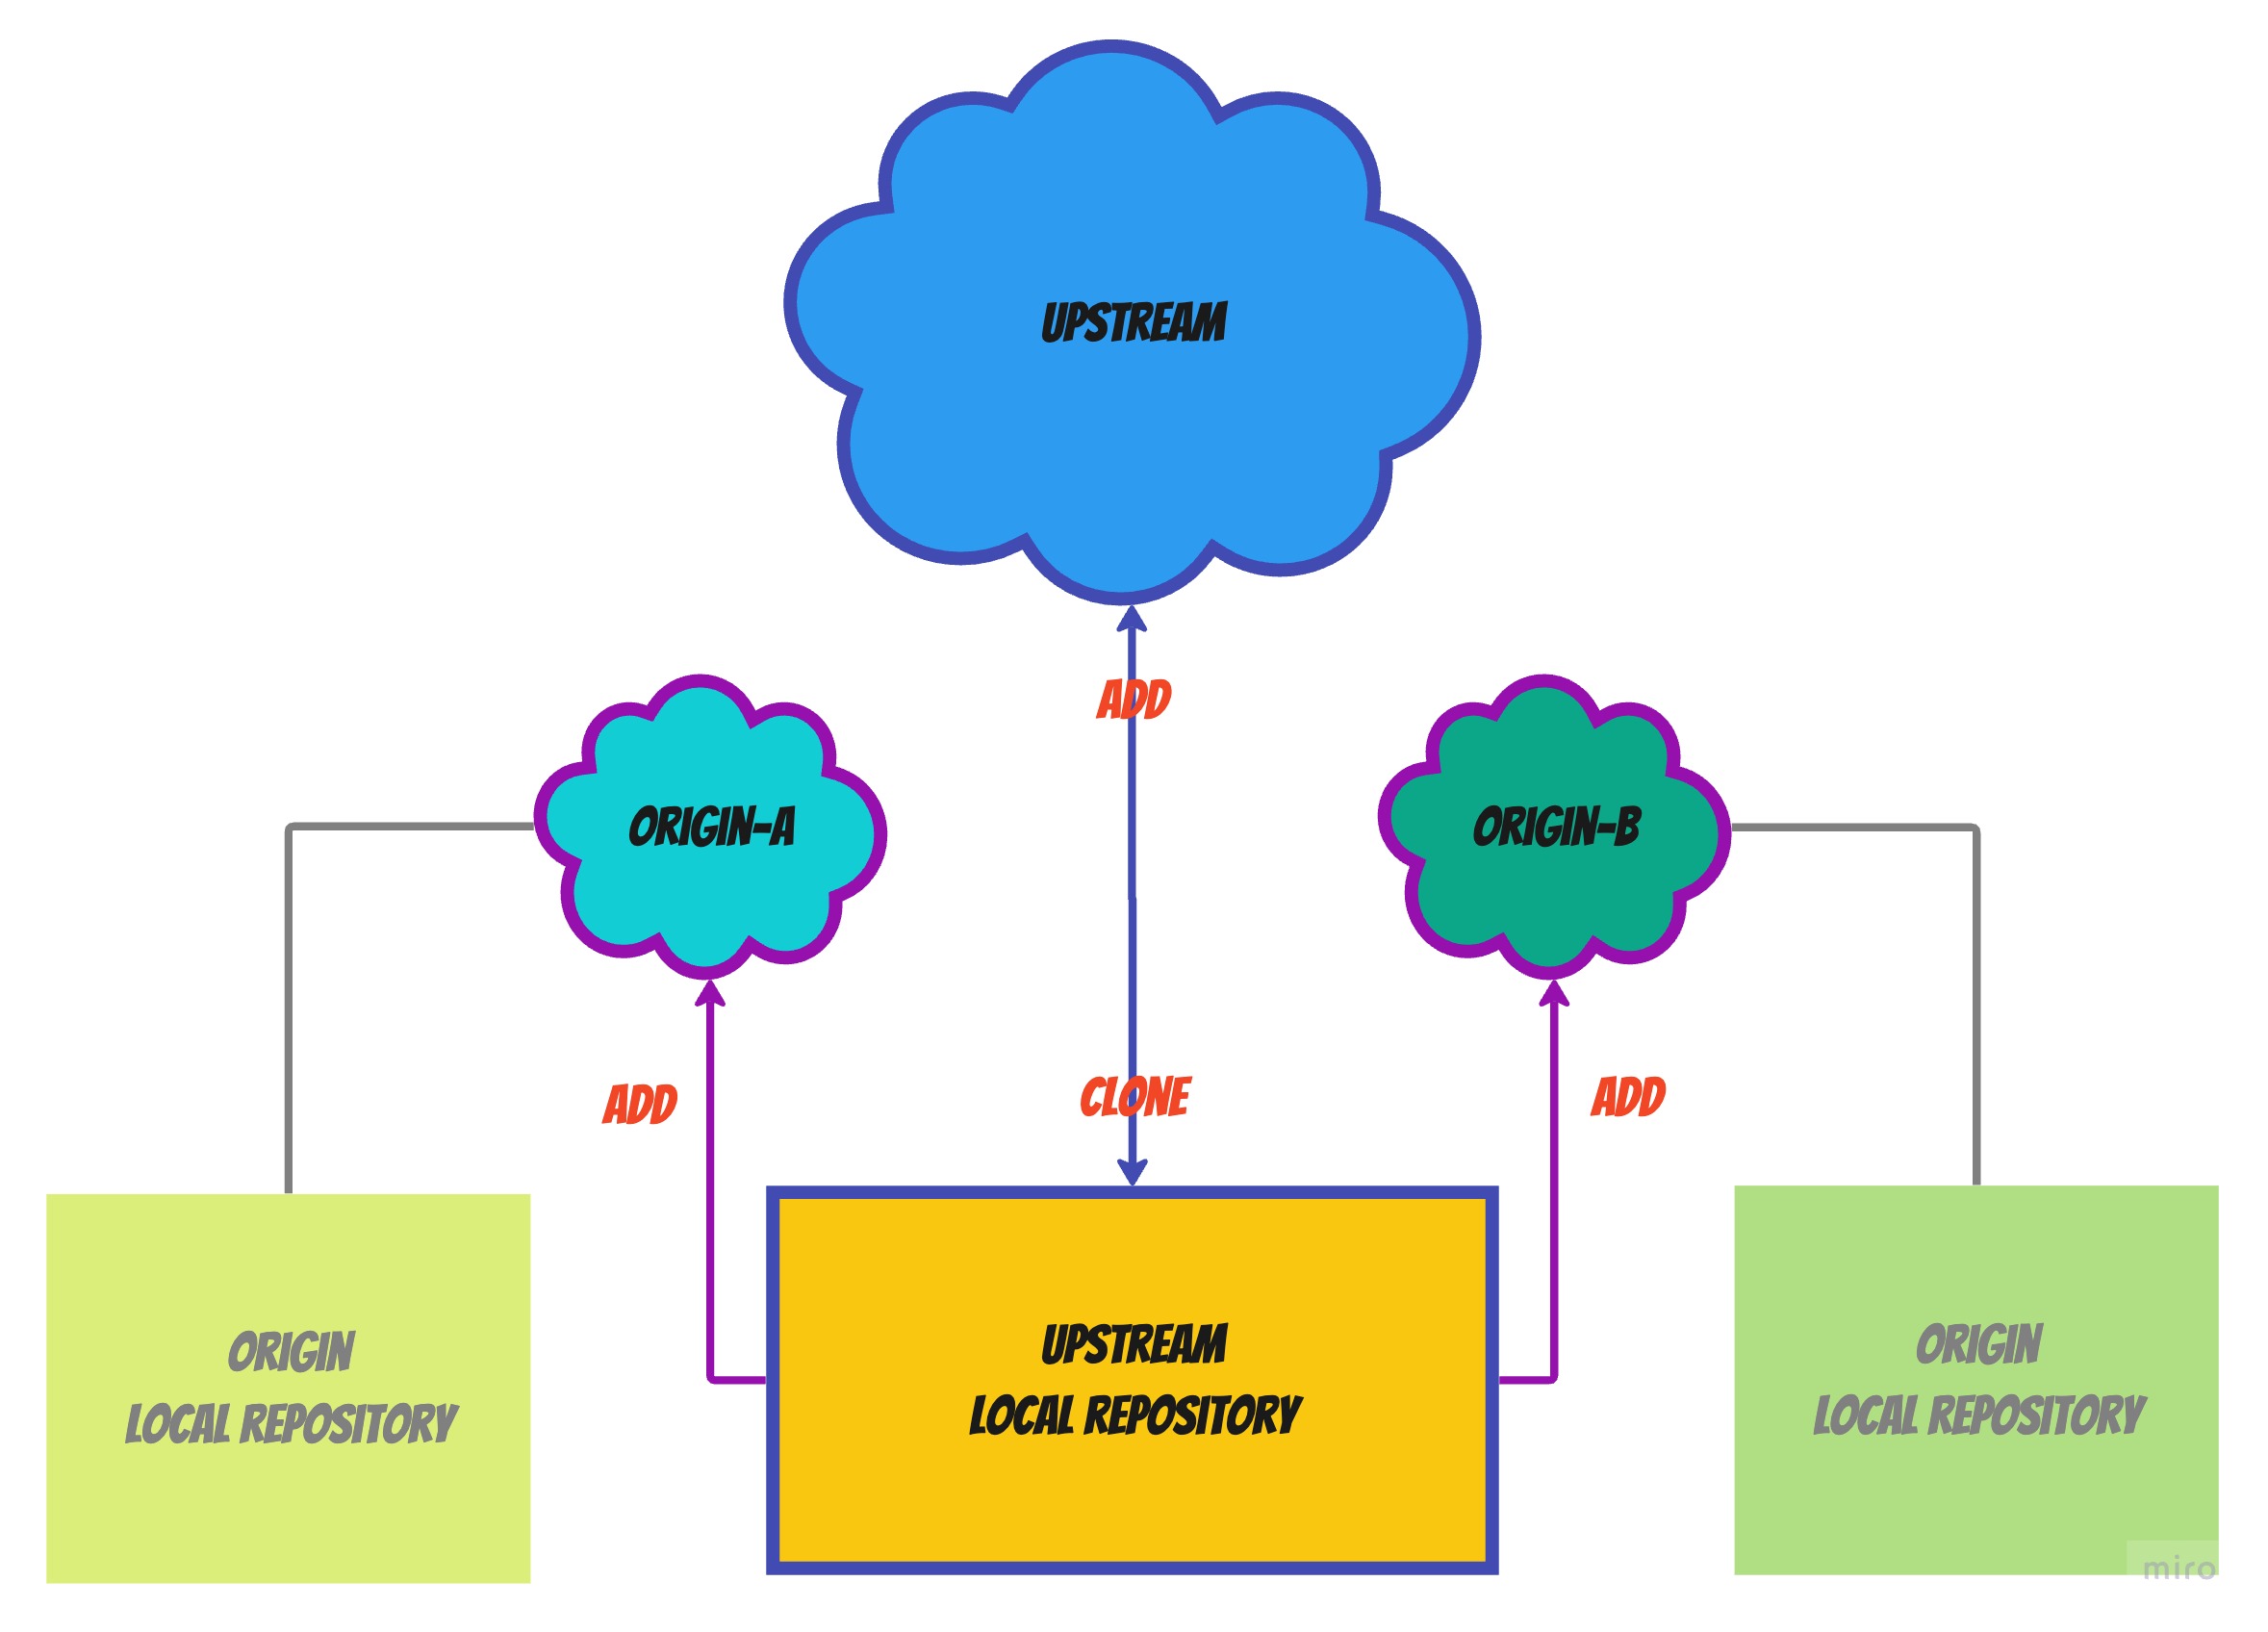 UPSTREAM
ADD
ORIGIN-A
ORIGIN-B
ADD
CLONE
ADD
ORIGIN
LOCAL REPOSITORY
UPSTREAM
LOCAL REPOSITORY
ORIGIN
LOCAL REPOSITORY
miro